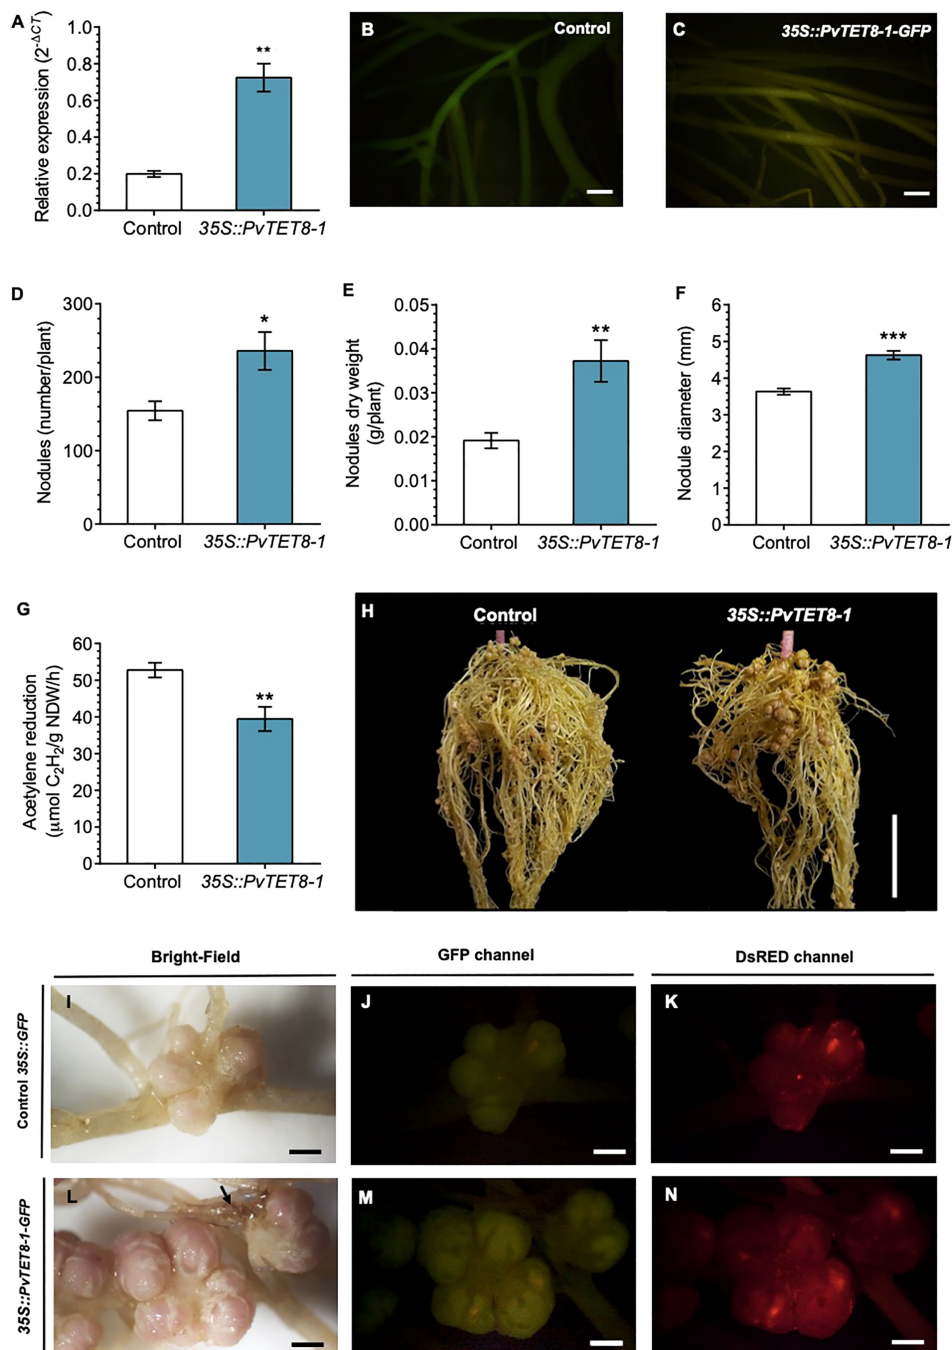 A
Relative expression (2^-ΔCT)
1.0
0.8
0.6
0.4
0.2
0.0
**
Control
35S::PvTET8-1
B
Control
C
35S::PvTET8-1-GFP
D
Nodules (number/plant)
300
200
100
0
*
Control
35S::PvTET8-1
E
Nodules dry weight
(g/plant)
0.05
0.04
0.03
0.02
0.01
0.00
**
Control
35S::PvTET8-1
F
Nodule diameter (mm)
6
5
4
3
2
1
0
***
Control
35S::PvTET8-1
G
Acetylene reduction
(µmol C₂H₂/g NDW/h)
60
50
40
30
20
10
0
**
Control
35S::PvTET8-1
H
Control
35S::PvTET8-1
Bright-Field
GFP channel
DsRED channel
Control 35S::GFP
I
J
K
35S::PVTET8-1-GFP
L
M
N